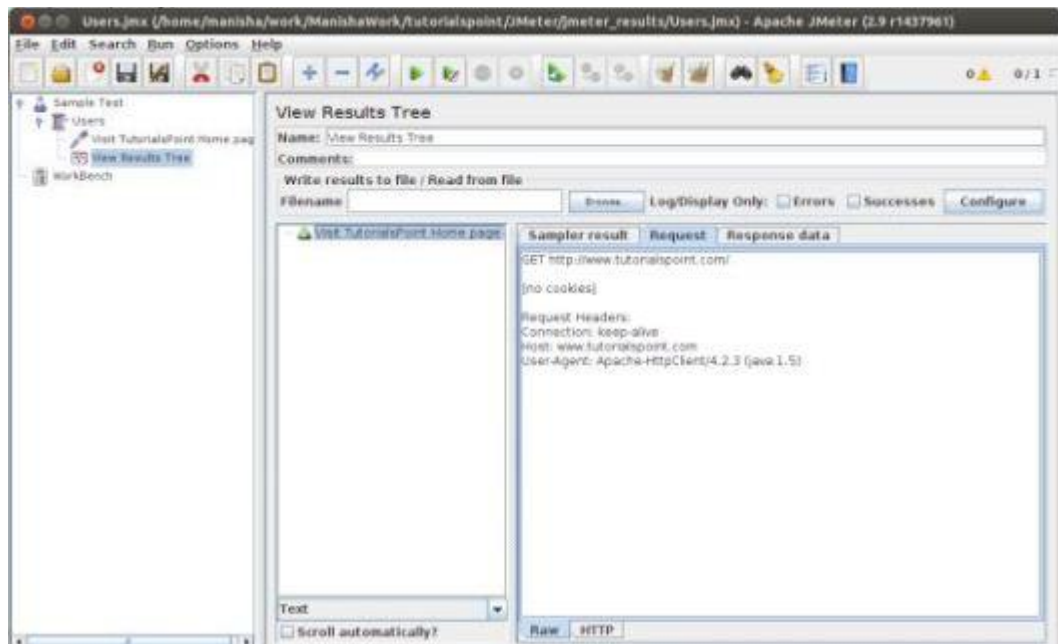 Users.jmx (/home/manisha/work/ManishaWork/tutorialspoint/JMeter/jmeter_results/Users.jmx) - Apache JMeter (2.9 r1437961)
File Edit Search Run Options Help
0 0/1
Sample Test
Users
Visit TutorialsPoint Home pag
View Results Tree
WorkBench
View Results Tree
Name: View Results Tree
Comments:
Write results to file / Read from file
Filename Browse... Log/Display Only: Errors Successes Configure
Visit TutorialsPoint Home page
Sampler result Request Response data
GET http://www.tutorialspoint.com/
[no cookies]
Request Headers:
Connection: keep-alive
Host: www.tutorialspoint.com
User-Agent: Apache-HttpClient/4.2.3 (java 1.5)
Text
Scroll automatically?
Raw HTTP